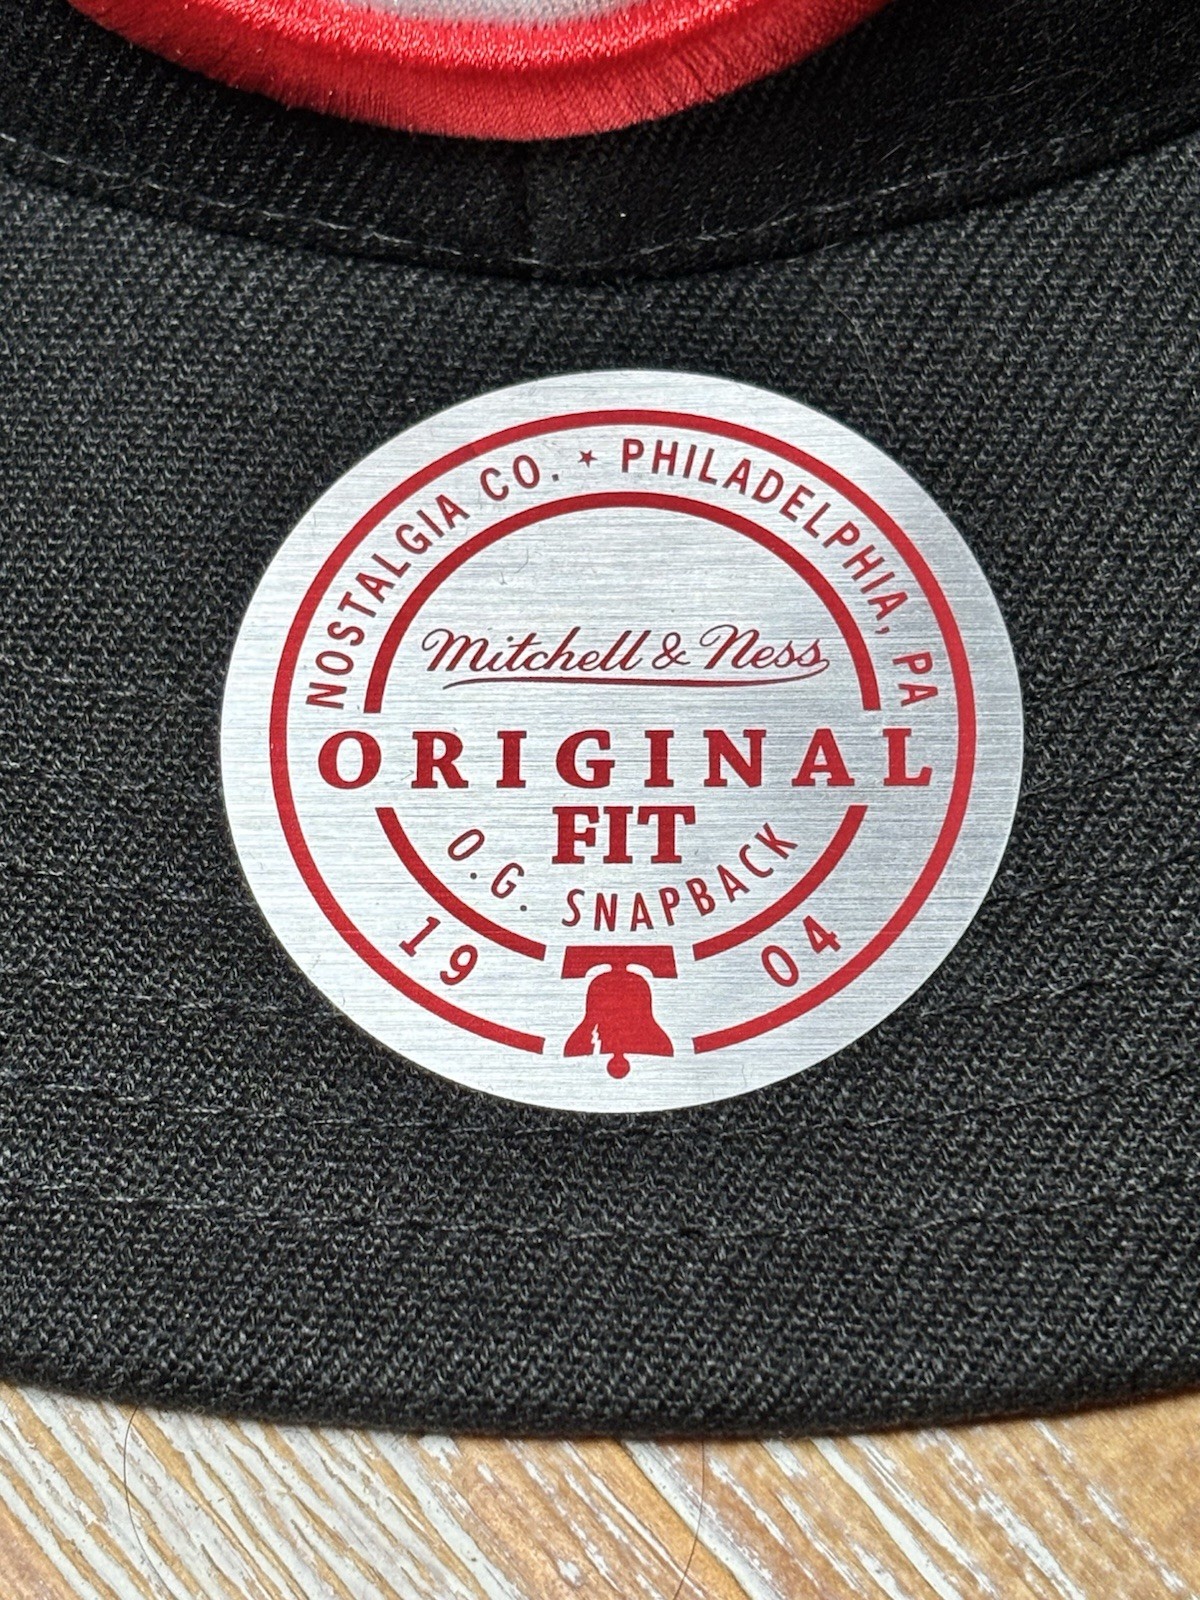 NOSTALGIA CO. ★ PHILADELPHIA, PA
Mitchell & Ness
ORIGINAL
FIT
O.G. SNAPBACK
19 04